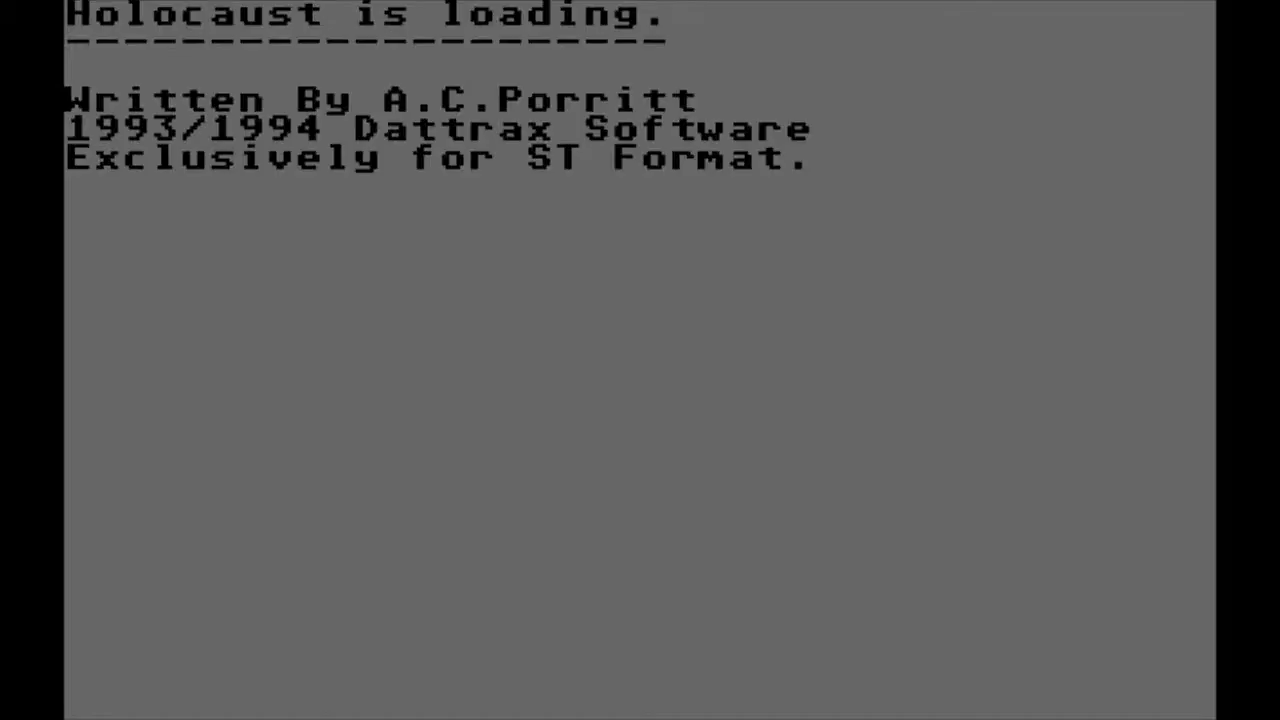 Holocaust is loading.
---------------------
Written By A.C.Porritt
1993/1994 Dattrax Software
Exclusively for ST Format.